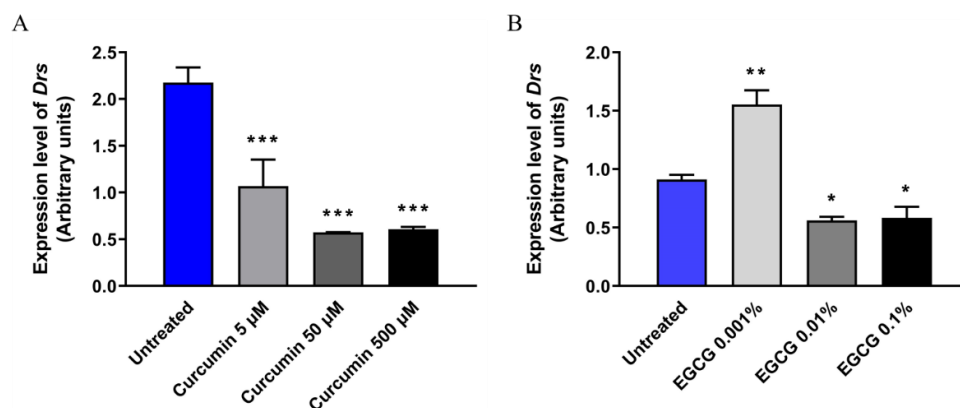 A
Expression level of Drs
(Arbitrary units)
2.5
2.0
1.5
1.0
0.5
0.0
***
***
***
Untreated
Curcumin 5 µM
Curcumin 50 µM
Curcumin 500 µM
B
Expression level of Drs
(Arbitrary units)
2.0
1.5
1.0
0.5
0.0
**
*
*
Untreated
EGCG 0.001%
EGCG 0.01%
EGCG 0.1%